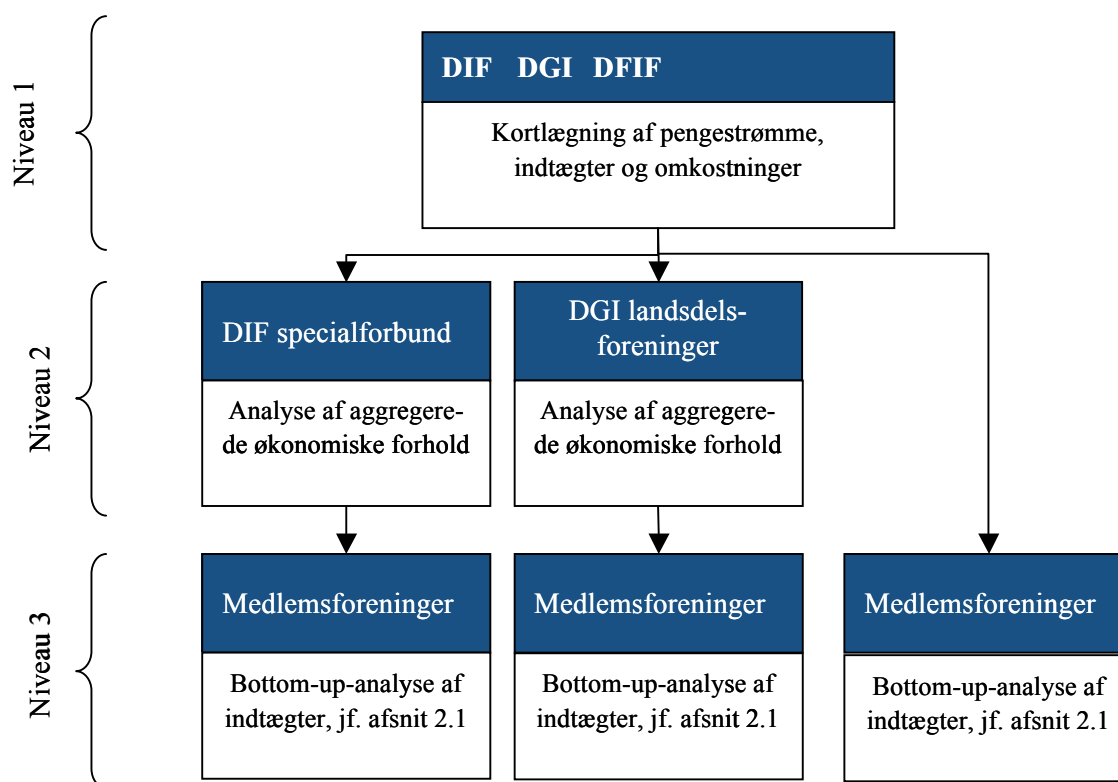 Niveau 1
DIF DGI DFIF
Kortlægning af pengestrømme,
indtægter og omkostninger
Niveau 2
DIF specialforbund
Analyse af aggregere-
de økonomiske forhold
DGI landsdels-
foreninger
Analyse af aggregere-
de økonomiske forhold
Niveau 3
Medlemsforeninger
Bottom-up-analyse af
indtægter, jf. afsnit 2.1
Medlemsforeninger
Bottom-up-analyse af
indtægter, jf. afsnit 2.1
Medlemsforeninger
Bottom-up-analyse af
indtægter, jf. afsnit 2.1